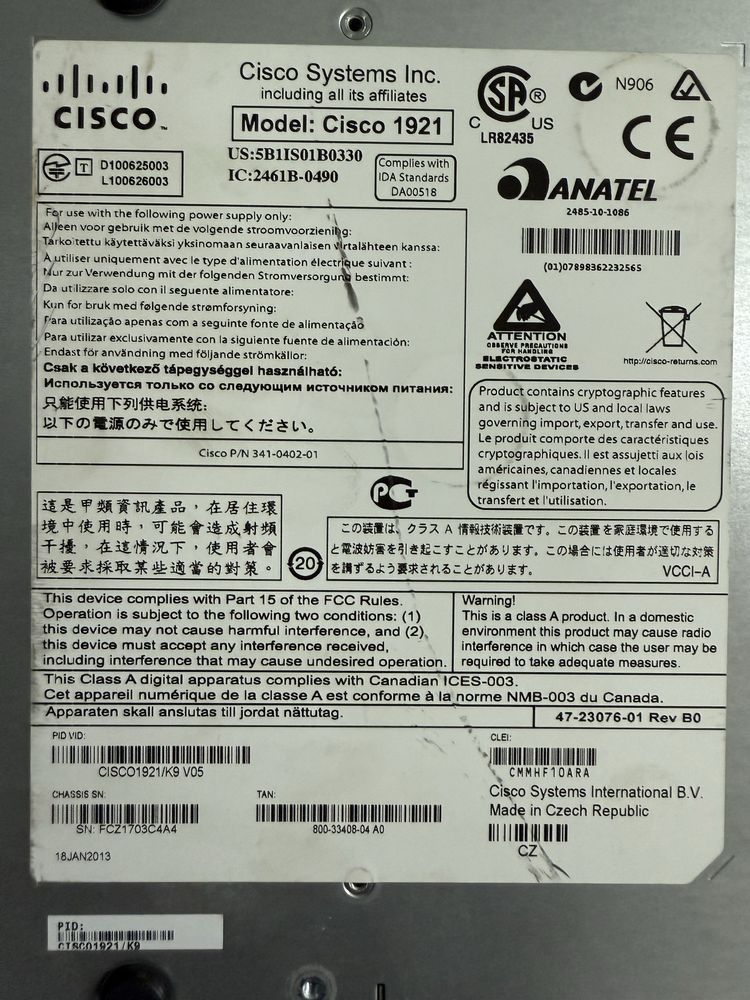 CISCO™
Cisco Systems Inc.
including all its affiliates
Model: Cisco 1921
US:5B1IS01B0330
IC:2461B-0490
Complies with
IDA Standards
DA00518
SA®
C US
LR82435
N906
CE
T D100625003
L100626003
ANATEL
2485-10-1086
(01)07898362232565
For use with the following power supply only:
Alleen voor gebruik met de volgende stroomvoorziening:
Tarkoitettu käytettäväksi yksinomaan seuraavanlaisen virtalähteen kanssa:
A utiliser uniquement avec le type d'alimentation électrique suivant :
Nur zur Verwendung mit der folgenden Stromversorgung bestimmt:
Da utilizzare solo con il seguente alimentatore:
Kun for bruk med følgende strømforsyning:
Para utilização apenas com a seguinte fonte de alimentação
Para utilizar exclusivamente con la siguiente fuente de alimentación:
Endast för användning med följande strömkällor:
Csak a következő tápegységgel használható:
Используется только со следующим источником питания:
只能使用下列供电系统:
以下の電源のみで使用してください。
Cisco P/N 341-0402-01
ATTENTION
OBSERVE PRECAUTIONS
FOR HANDLING
ELECTROSTATIC
SENSITIVE DEVICES
http://cisco-returns.com
Product contains cryptographic features
and is subject to US and local laws
governing import, export, transfer and use.
Le produit comporte des caractéristiques
cryptographiques. Il est assujetti aux lois
américaines, canadiennes et locales
régissant l'importation, l'exportation, le
transfert et l'utilisation.
這是甲類資訊產品，在居住環
境中使用時，可能會造成射頻
干擾，在這情況下，使用者會
被要求採取某些適當的對策。
20
この装置は、クラス A 情報技術装置です。この装置を家庭環境で使用する
と電波妨害を引き起こすことがあります。この場合には使用者が適切な対策
を講ずるよう要求されることがあります。 VCCI-A
This device complies with Part 15 of the FCC Rules.
Operation is subject to the following two conditions: (1)
this device may not cause harmful interference, and (2)
this device must accept any interference received,
including interference that may cause undesired operation.
Warning!
This is a class A product. In a domestic
environment this product may cause radio
interference in which case the user may be
required to take adequate measures.
This Class A digital apparatus complies with Canadian ICES-003.
Cet appareil numérique de la classe A est conforme à la norme NMB-003 du Canada.
Apparaten skall anslutas till jordat nättutag.
47-23076-01 Rev B0
PID VID:
CISCO1921/K9 V05
CLEI:
CMMHF10ARA
CHASSIS SN:
SN: FCZ1703C4A4
TAN:
800-33408-04 A0
Cisco Systems International B.V.
Made in Czech Republic
CZ
18JAN2013
PID:
CISCO1921/K9